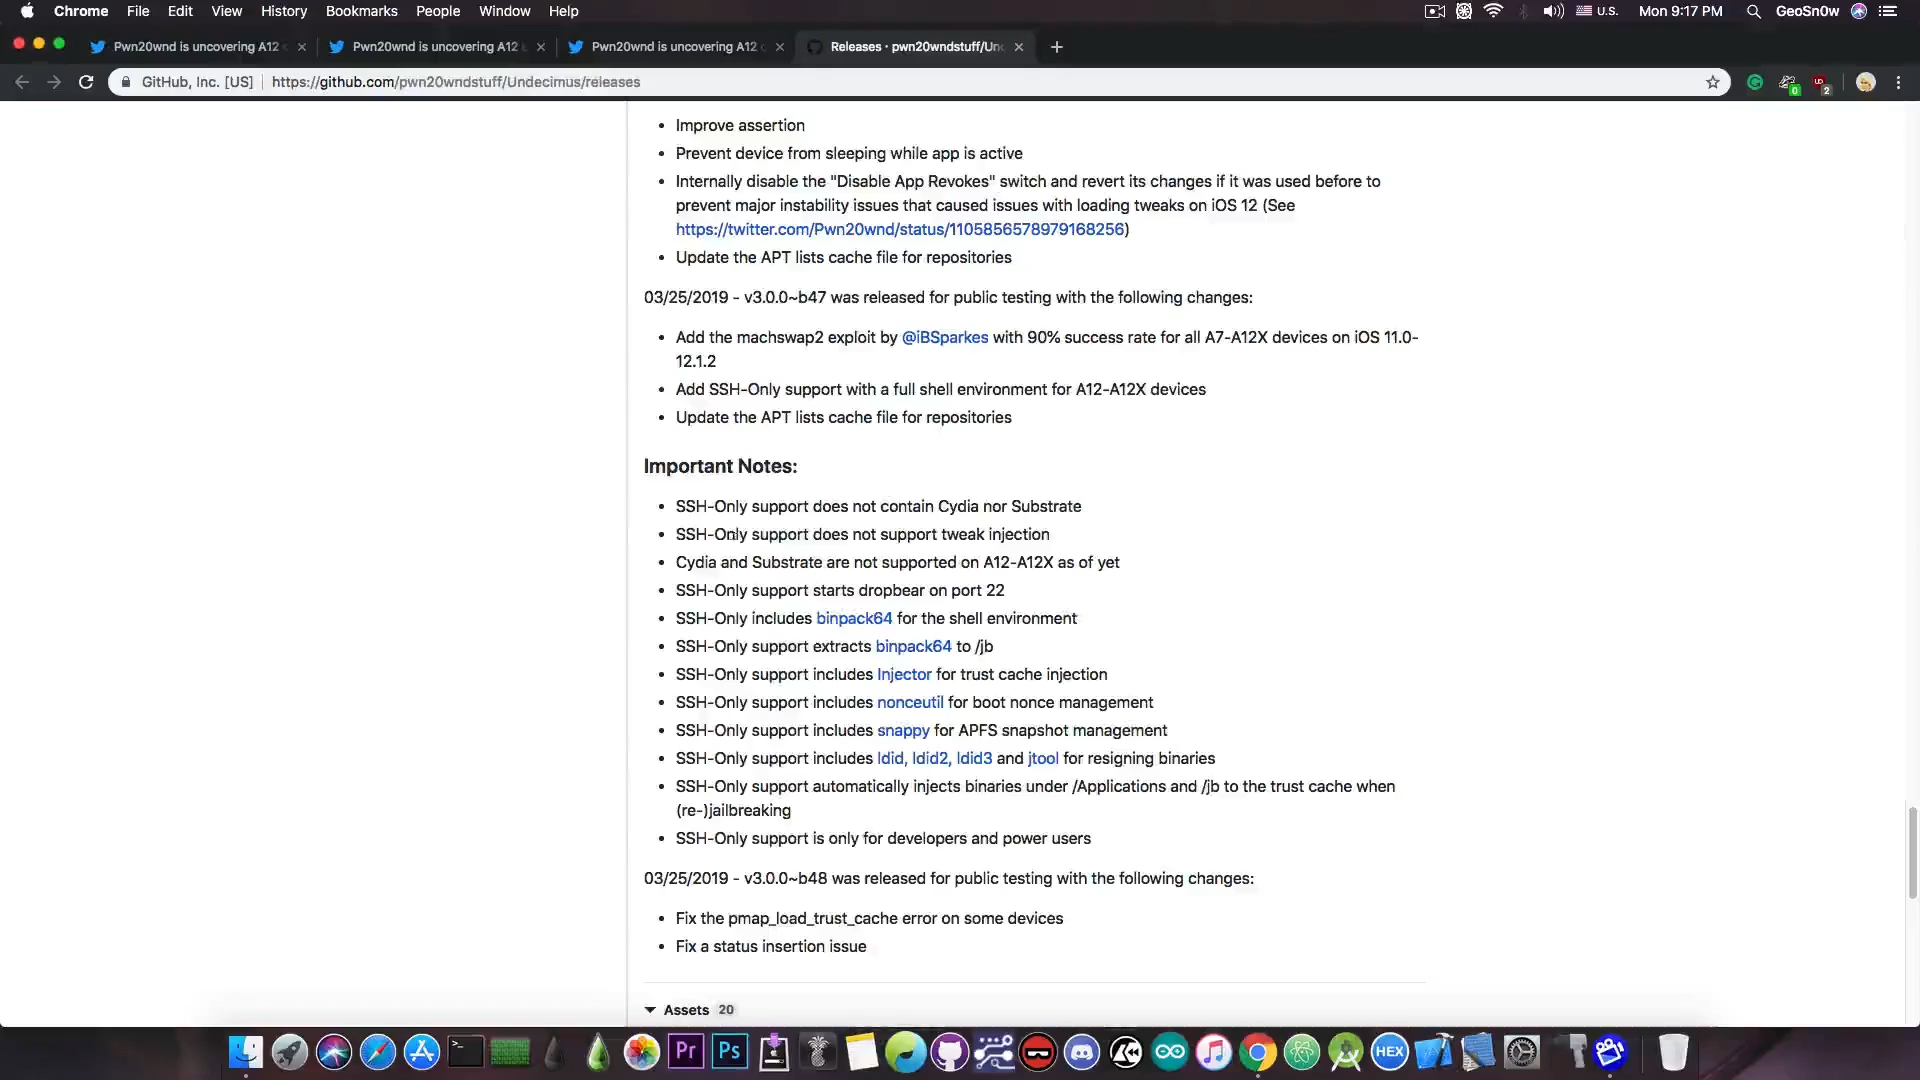 Chrome File Edit View History Bookmarks People Window Help U.S. Mon 9:17 PM GeoSn0w
Pwn20wnd is uncovering A12 Pwn20wnd is uncovering A12 Pwn20wnd is uncovering A12 Releases · pwn20wndstuff/Un
GitHub, Inc. [US] https://github.com/pwn20wndstuff/Undecimus/releases 0 2
• Improve assertion
• Prevent device from sleeping while app is active
• Internally disable the "Disable App Revokes" switch and revert its changes if it was used before to
prevent major instability issues that caused issues with loading tweaks on iOS 12 (See
https://twitter.com/Pwn20wnd/status/1105856578979168256)
• Update the APT lists cache file for repositories
03/25/2019 - v3.0.0~b47 was released for public testing with the following changes:
• Add the machswap2 exploit by @iBSparkes with 90% success rate for all A7-A12X devices on iOS 11.0-
12.1.2
• Add SSH-Only support with a full shell environment for A12-A12X devices
• Update the APT lists cache file for repositories
Important Notes:
• SSH-Only support does not contain Cydia nor Substrate
• SSH-Only support does not support tweak injection
• Cydia and Substrate are not supported on A12-A12X as of yet
• SSH-Only support starts dropbear on port 22
• SSH-Only includes binpack64 for the shell environment
• SSH-Only support extracts binpack64 to /jb
• SSH-Only support includes Injector for trust cache injection
• SSH-Only support includes nonceutil for boot nonce management
• SSH-Only support includes snappy for APFS snapshot management
• SSH-Only support includes ldid, ldid2, ldid3 and jtool for resigning binaries
• SSH-Only support automatically injects binaries under /Applications and /jb to the trust cache when
(re-)jailbreaking
• SSH-Only support is only for developers and power users
03/25/2019 - v3.0.0~b48 was released for public testing with the following changes:
• Fix the pmap_load_trust_cache error on some devices
• Fix a status insertion issue
Assets 20
Pr Ps HEX